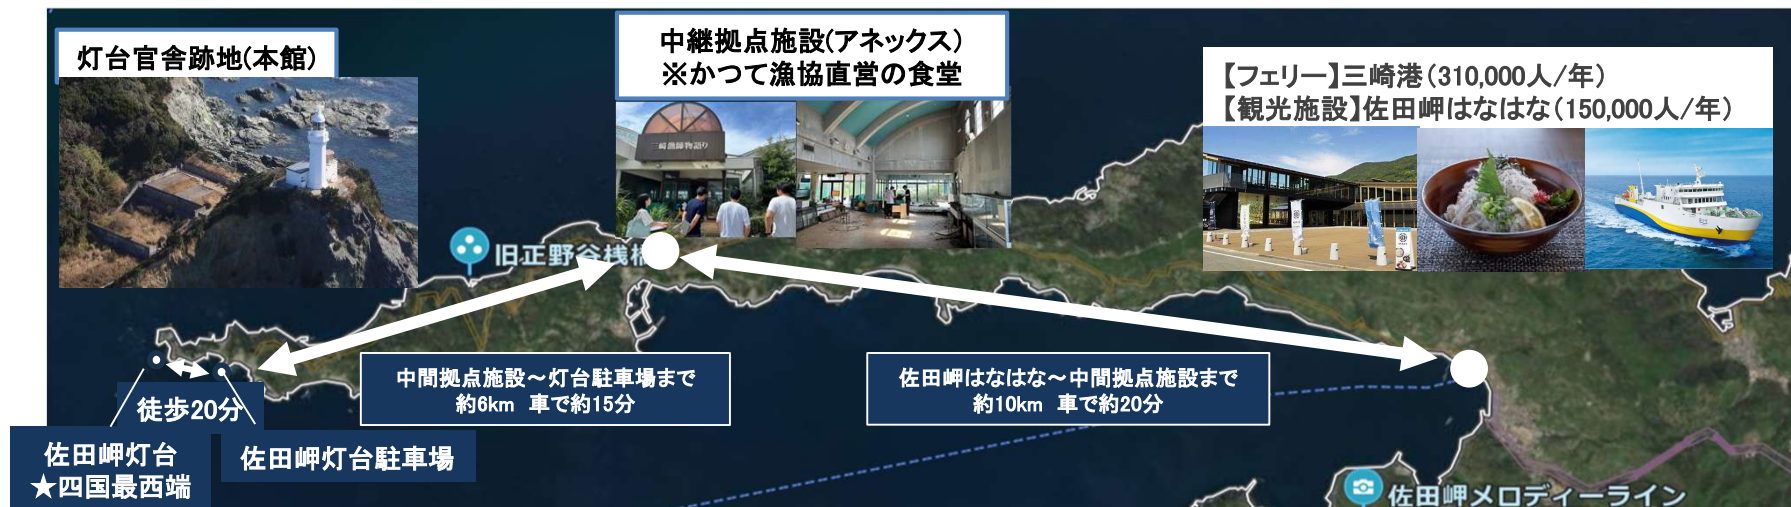 灯台官舎跡地(本館)
中継拠点施設(アネックス)
※かつて漁協直営の食堂
【フェリー】三崎港(310,000人/年)
【観光施設】佐田岬はなはな(150,000人/年)
三崎漁師物語り
旧正野谷桟橋
中間拠点施設～灯台駐車場まで
約6km 車で約15分
佐田岬はなはな～中間拠点施設まで
約10km 車で約20分
徒歩20分
佐田岬灯台
★四国最西端
佐田岬灯台駐車場
佐田岬メロディーライン